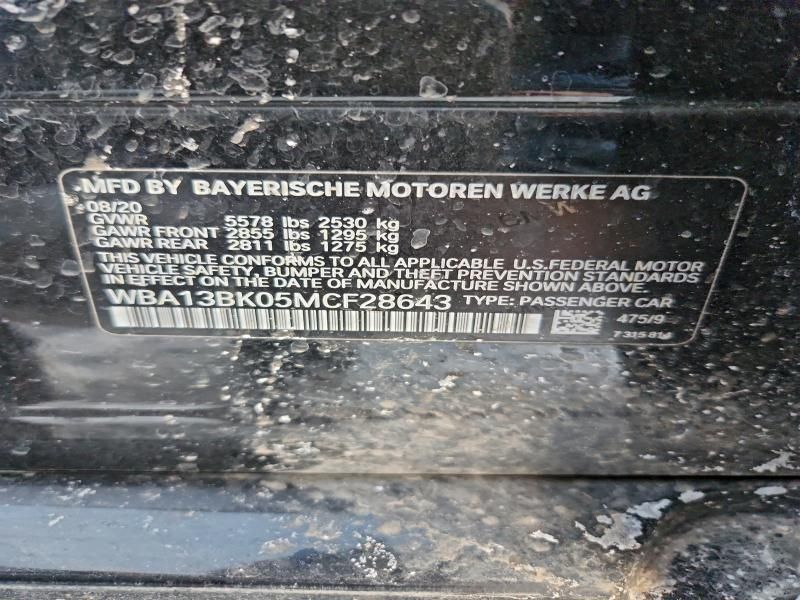 MFD BY BAYERISCHE MOTOREN WERKE AG
08/20
GVWR 5578 lbs 2530 kg
GAWR FRONT 2855 lbs 1295 kg
GAWR REAR 2811 lbs 1275 kg
THIS VEHICLE CONFORMS TO ALL APPLICABLE U.S.FEDERAL MOTOR
VEHICLE SAFETY, BUMPER AND THEFT PREVENTION STANDARDS
IN EFFECT ON THE DATE OF MANUFACTURE SHOWN ABOVE.
WBA13BK05MCF28643 TYPE: PASSENGER CAR
475/9